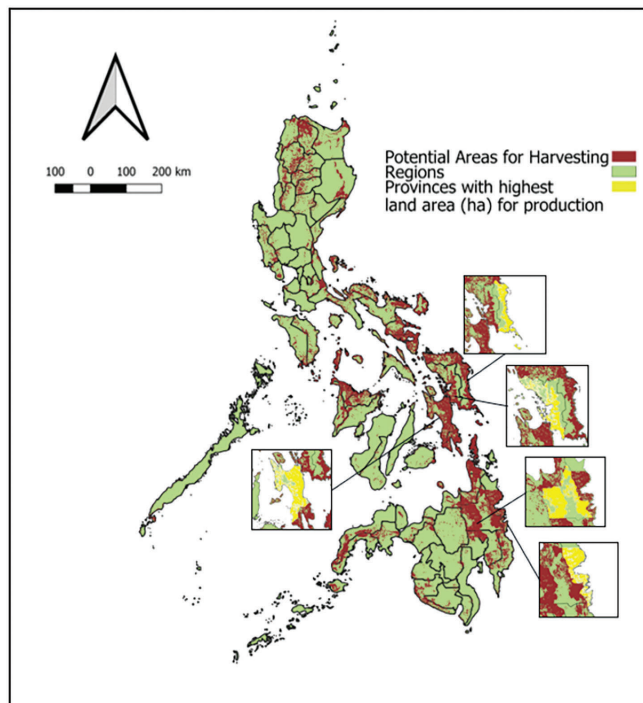 100 0 100 200 km
Potential Areas for Harvesting
Regions
Provinces with highest
land area (ha) for production